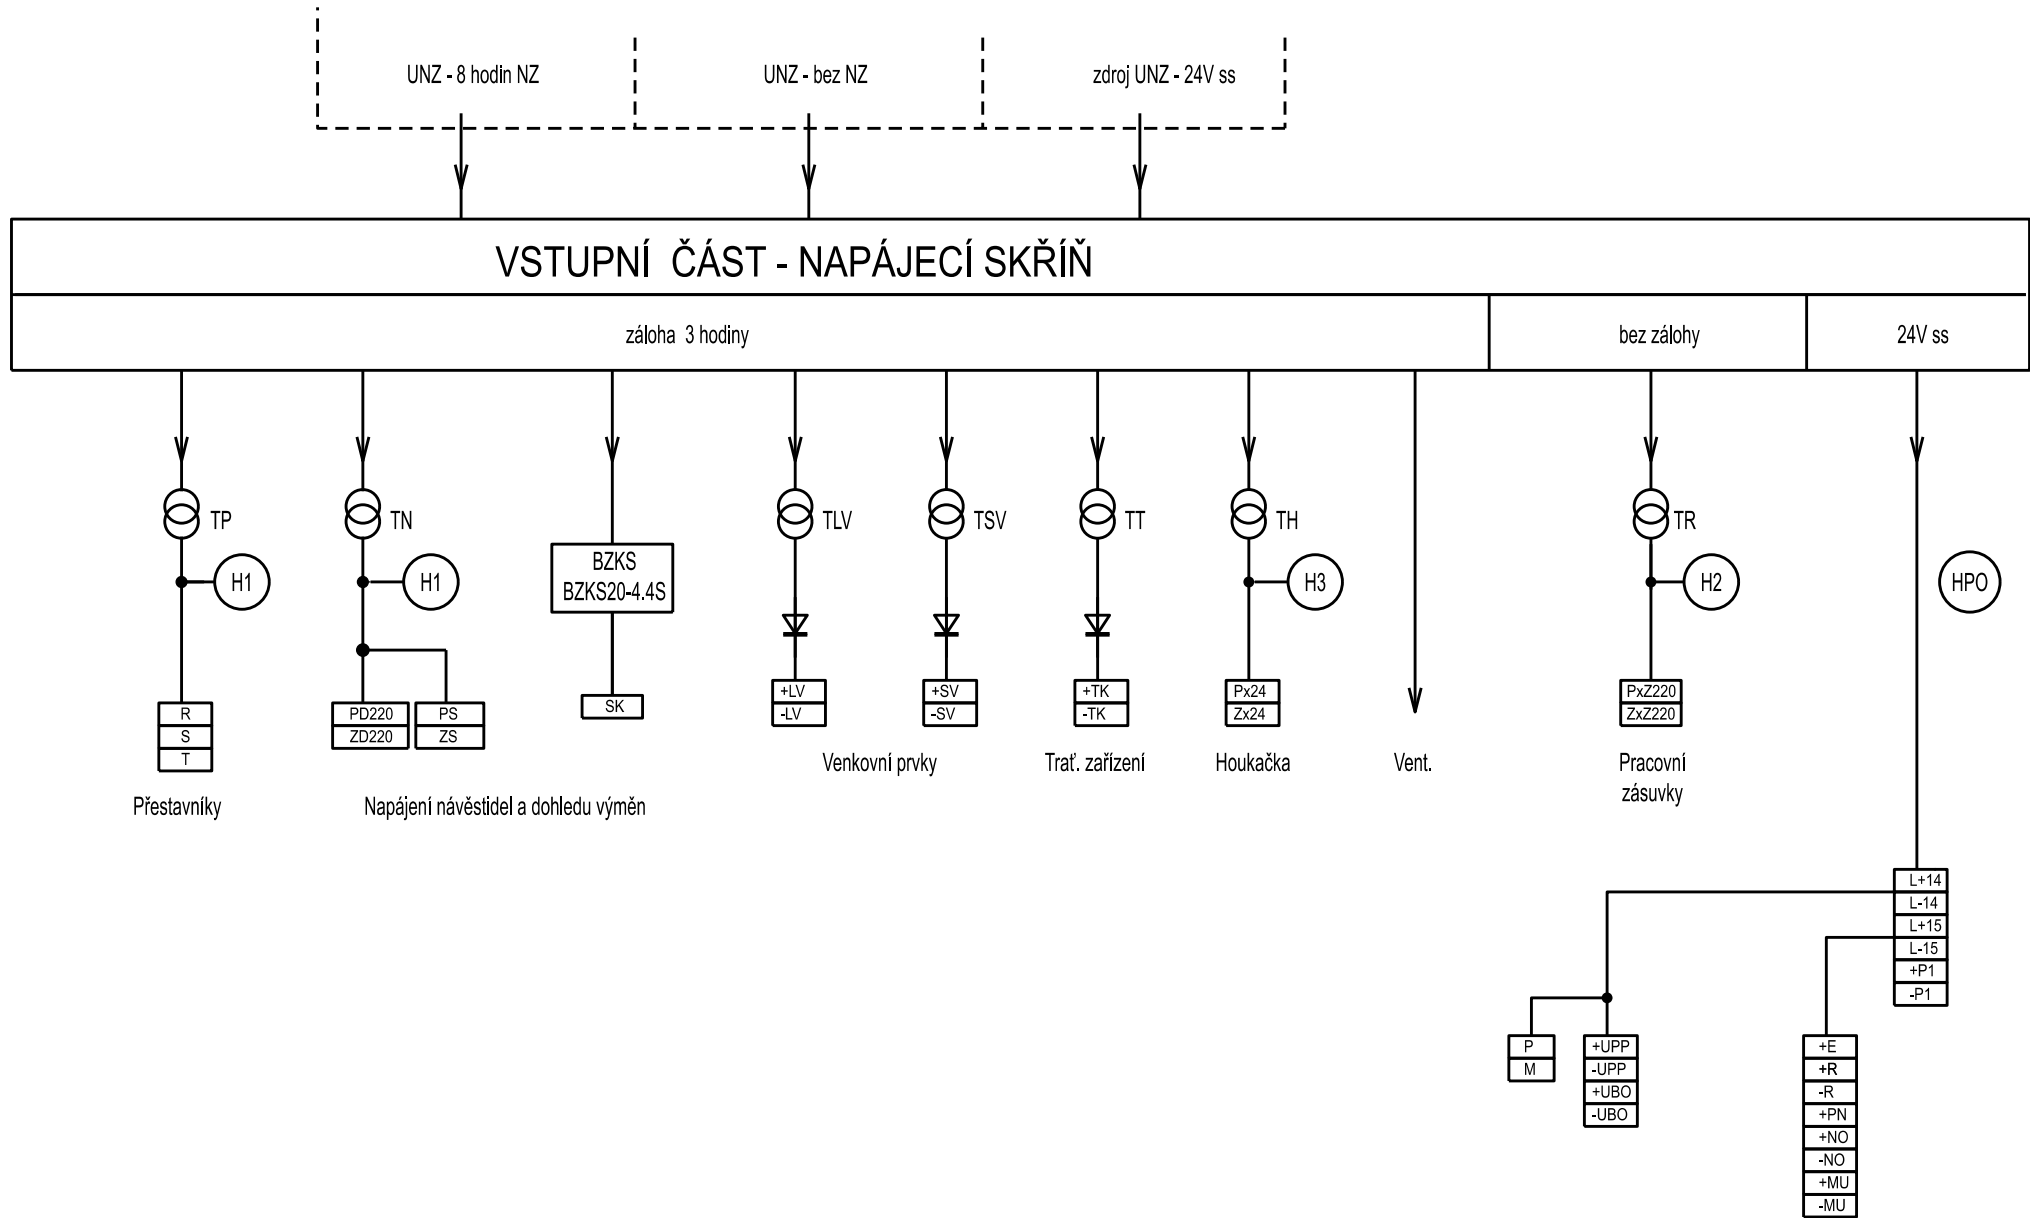 UNZ - 8 hodin NZ
UNZ - bez NZ
zdroj UNZ - 24V ss
VSTUPNÍ ČÁST - NAPÁJECÍ SKŘÍŇ
záloha 3 hodiny
bez zálohy
24V ss
TP
TN
TLV
TSV
TT
TH
TR
H1
H1
BZKS
BZKS20-4.4S
H3
H2
HPO
R
S
T
PD220
ZD220
PS
ZS
SK
+LV
-LV
+SV
-SV
+TK
-TK
Px24
Zx24
PxZ220
ZxZ220
Přestavníky
Napájení návěstidel a dohledu výměn
Venkovní prvky
Trať. zařízení
Houkačka
Vent.
Pracovní
zásuvky
L+14
L-14
L+15
L-15
+P1
-P1
P
M
+UPP
-UPP
+UBO
-UBO
+E
+R
-R
+PN
+NO
-NO
+MU
-MU